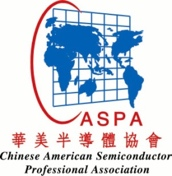 ASPA
華美半導體協會
Chinese American Semiconductor
Professional Association